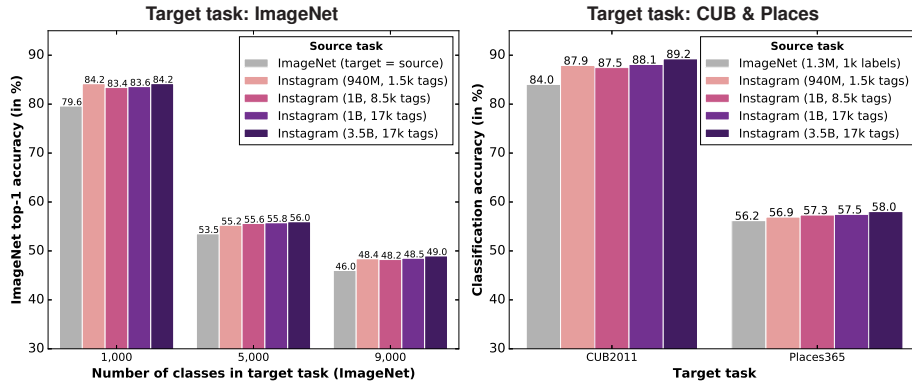 Target task: ImageNet
ImageNet top-1 accuracy (in %)
90
80
70
60
50
40
30
Source task
ImageNet (target = source)
Instagram (940M, 1.5k tags)
Instagram (1B, 8.5k tags)
Instagram (1B, 17k tags)
Instagram (3.5B, 17k tags)
79.6 84.2 83.4 83.6 84.2
53.5 55.2 55.6 55.8 56.0
46.0 48.4 48.2 48.5 49.0
1,000 5,000 9,000
Number of classes in target task (ImageNet)
Target task: CUB & Places
Classification accuracy (in %)
90
80
70
60
50
40
30
Source task
ImageNet (1.3M, 1k labels)
Instagram (940M, 1.5k tags)
Instagram (1B, 8.5k tags)
Instagram (1B, 17k tags)
Instagram (3.5B, 17k tags)
84.0 87.9 87.5 88.1 89.2
56.2 56.9 57.3 57.5 58.0
CUB2011 Places365
Target task